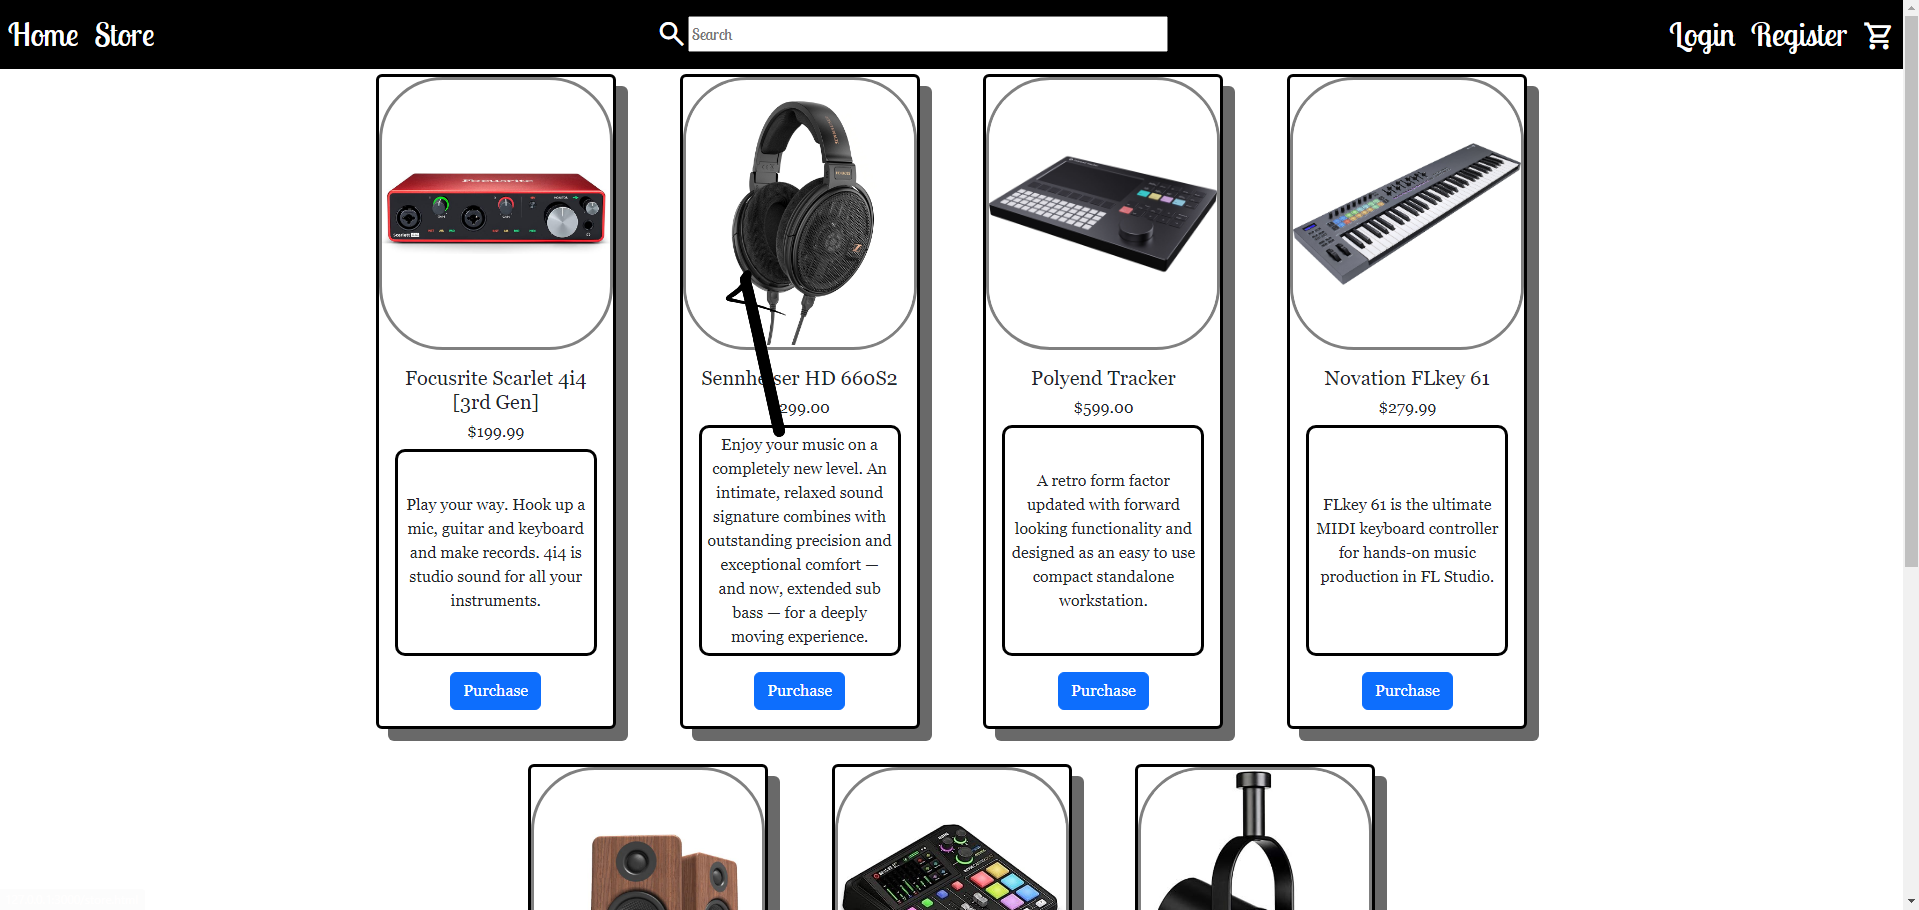 Home Store
Search
Login Register
Focusrite
Scarlett
Focusrite Scarlet 4i4
[3rd Gen]
$199.99
Play your way. Hook up a
mic, guitar and keyboard
and make records. 4i4 is
studio sound for all your
instruments.
Purchase
HD 660S2
299.00
Enjoy your music on a
completely new level. An
intimate, relaxed sound
signature combines with
outstanding precision and
exceptional comfort —
and now, extended sub
bass — for a deeply
moving experience.
Purchase
Polyend Tracker
$599.00
A retro form factor
updated with forward
looking functionality and
designed as an easy to use
compact standalone
workstation.
Purchase
Novation FLkey 61
$279.99
FLkey 61 is the ultimate
MIDI keyboard controller
for hands-on music
production in FL Studio.
Purchase